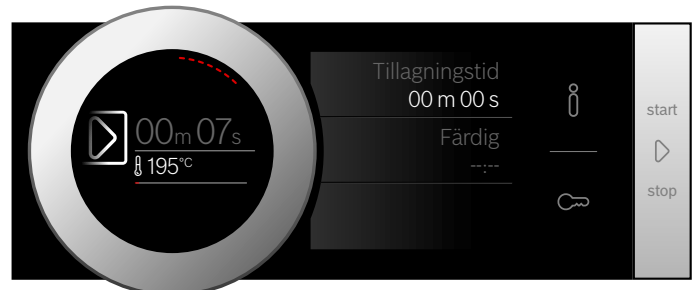 00m 07s
195°C
Tillagningstid
00 m 00 s
Färdig
--:--
start
stop